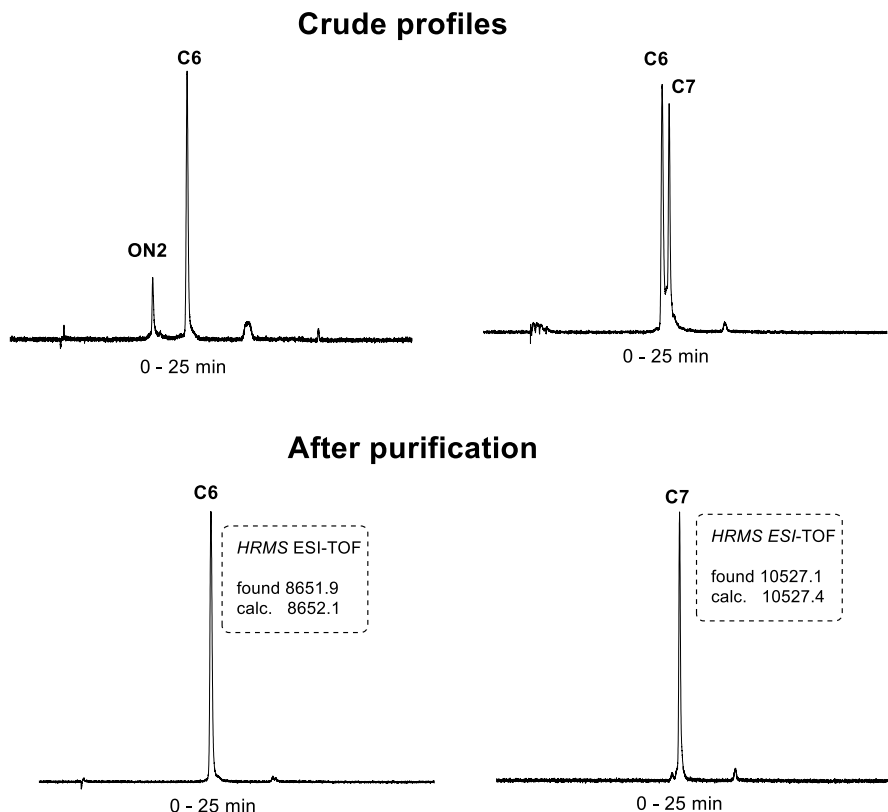 Crude profiles
C6
ON2
0 - 25 min
C6
C7
0 - 25 min
After purification
C6
HRMS ESI-TOF
found 8651.9
calc. 8652.1
0 - 25 min
C7
HRMS ESI-TOF
found 10527.1
calc. 10527.4
0 - 25 min